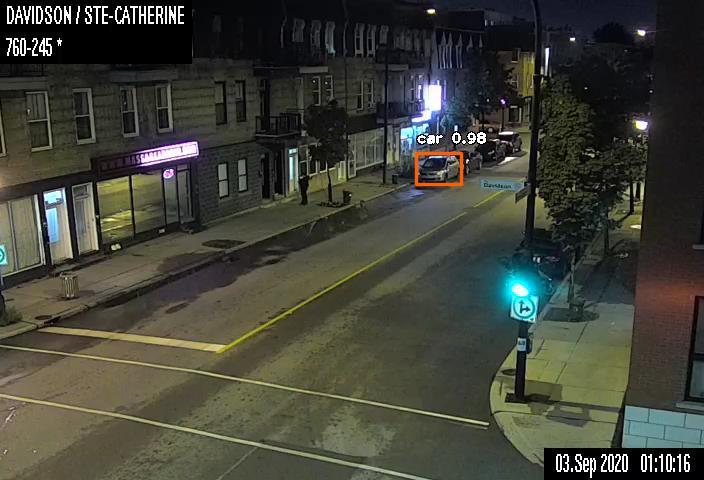 DAVIDSON / STE-CATHERINE
760-245 *
car 0.98
Davidson
03.Sep 2020 01:10:16